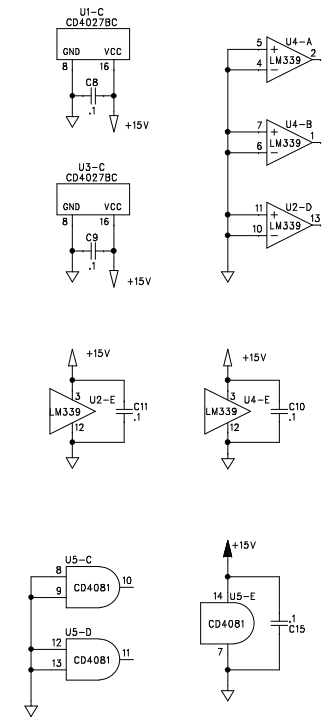 U1-C
CD4027BC
GND VCC
8 16
C8
.1
+15V
U3-C
CD4027BC
GND VCC
8 16
C9
.1
+15V
U4-A
5 + 2
4 - LM339
U4-B
7 + 1
6 - LM339
U2-D
11 + 13
10 - LM339
+15V
3 U2-E
LM339
12
C11
.1
+15V
3 U4-E
LM339
12
C10
.1
U5-C
8
9
CD4081
10
U5-D
12
13
CD4081
11
+15V
14 U5-E
CD4081
7
.1
C15